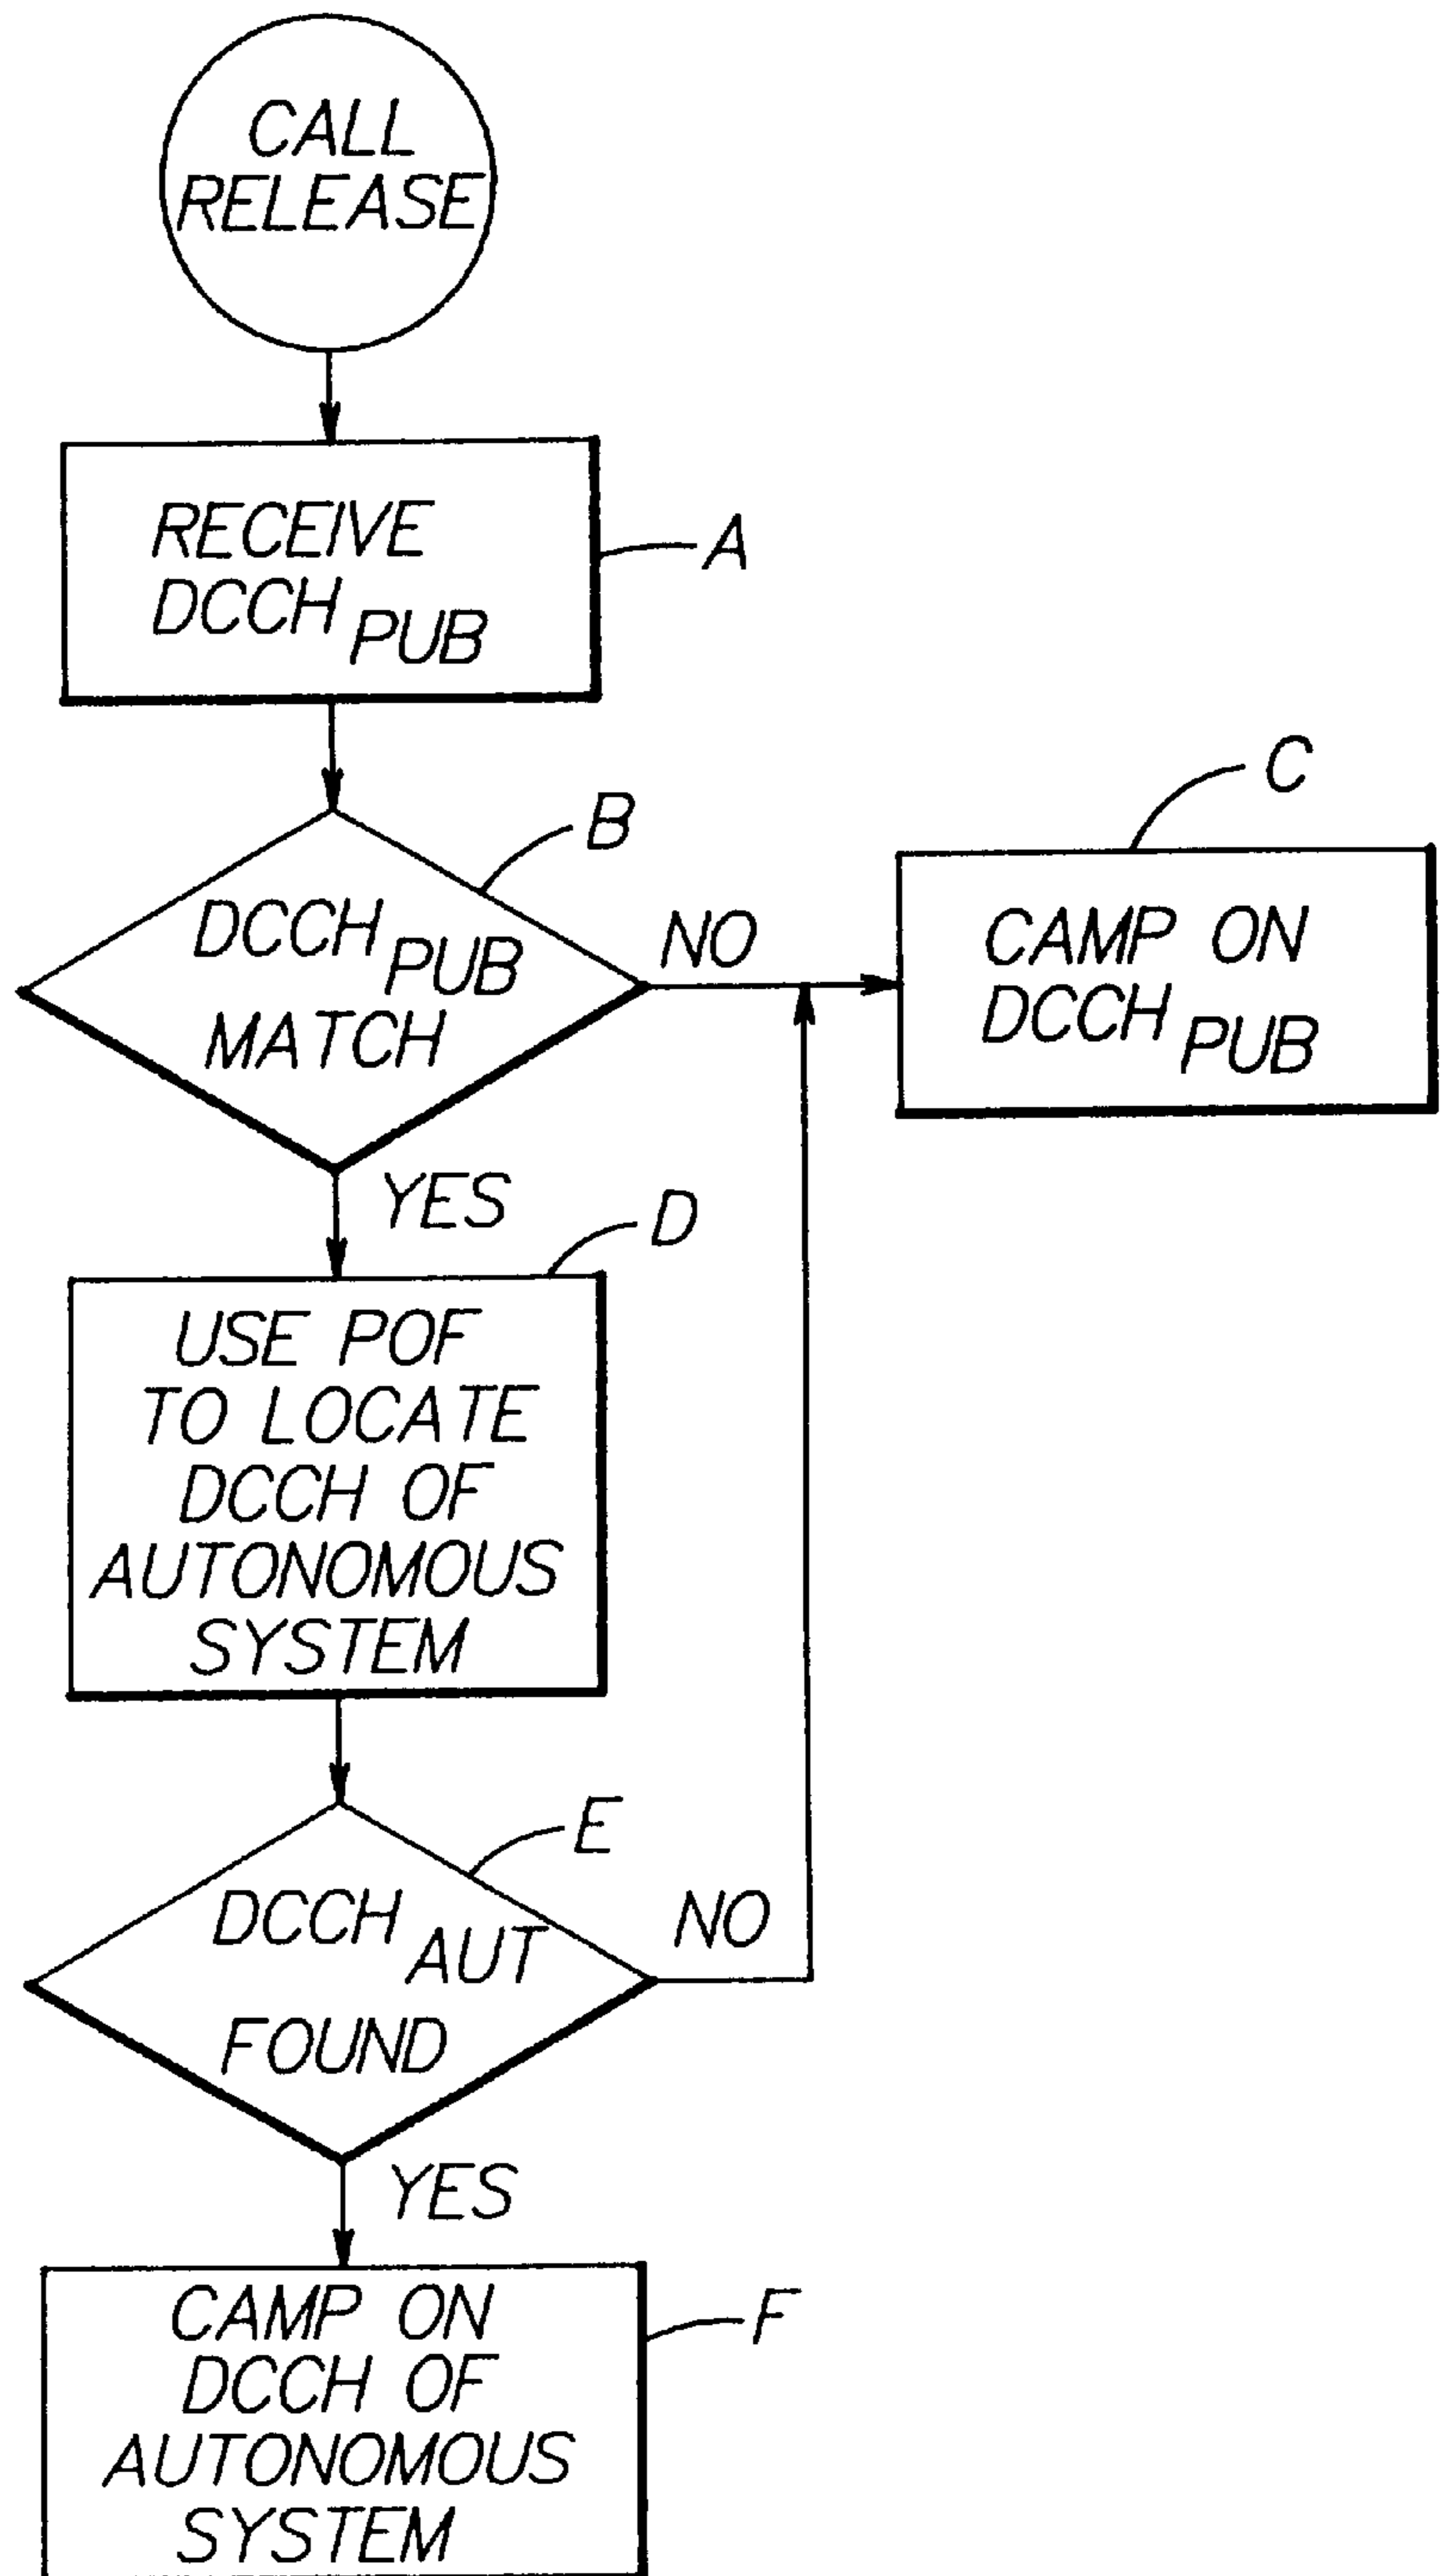 CALL
RELEASE
RECEIVE
DCCH PUB
A
B
DCCH PUB
MATCH
NO
C
CAMP ON
DCCH PUB
YES
D
USE POF
TO LOCATE
DCCH OF
AUTONOMOUS
SYSTEM
E
DCCH AUT
FOUND
NO
YES
F
CAMP ON
DCCH OF
AUTONOMOUS
SYSTEM